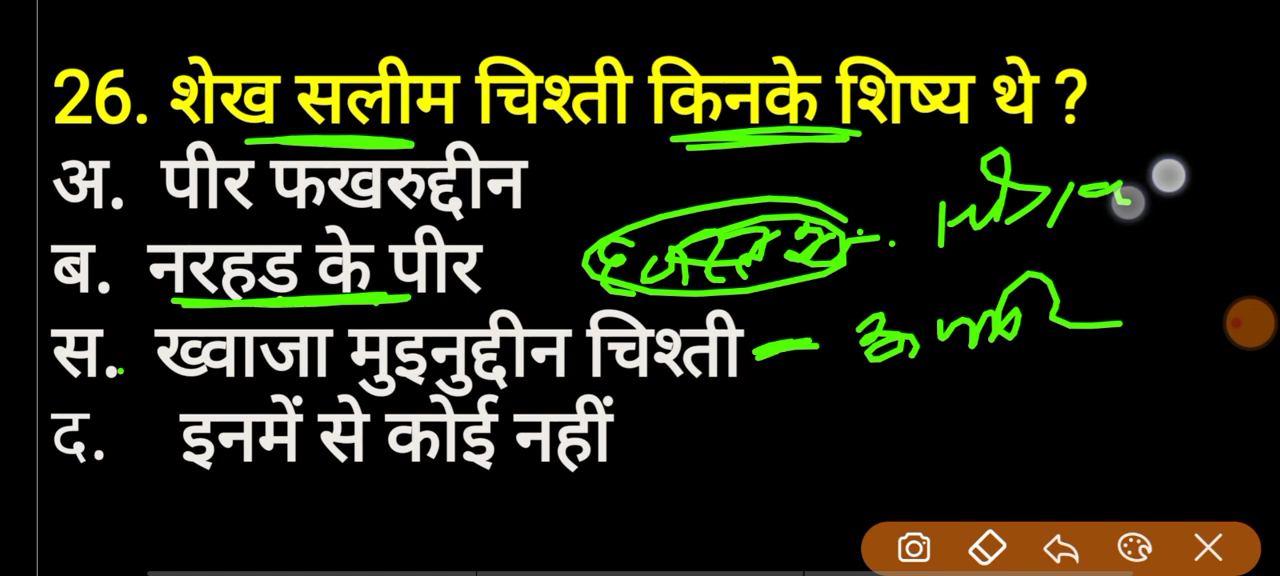 26. शेख सलीम चिश्ती किनके शिष्य थे ?
अ. पीर फखरुद्दीन
ब. नरहड के पीर
स. ख्वाजा मुइनुद्दीन चिश्ती
द. इनमें से कोई नहीं